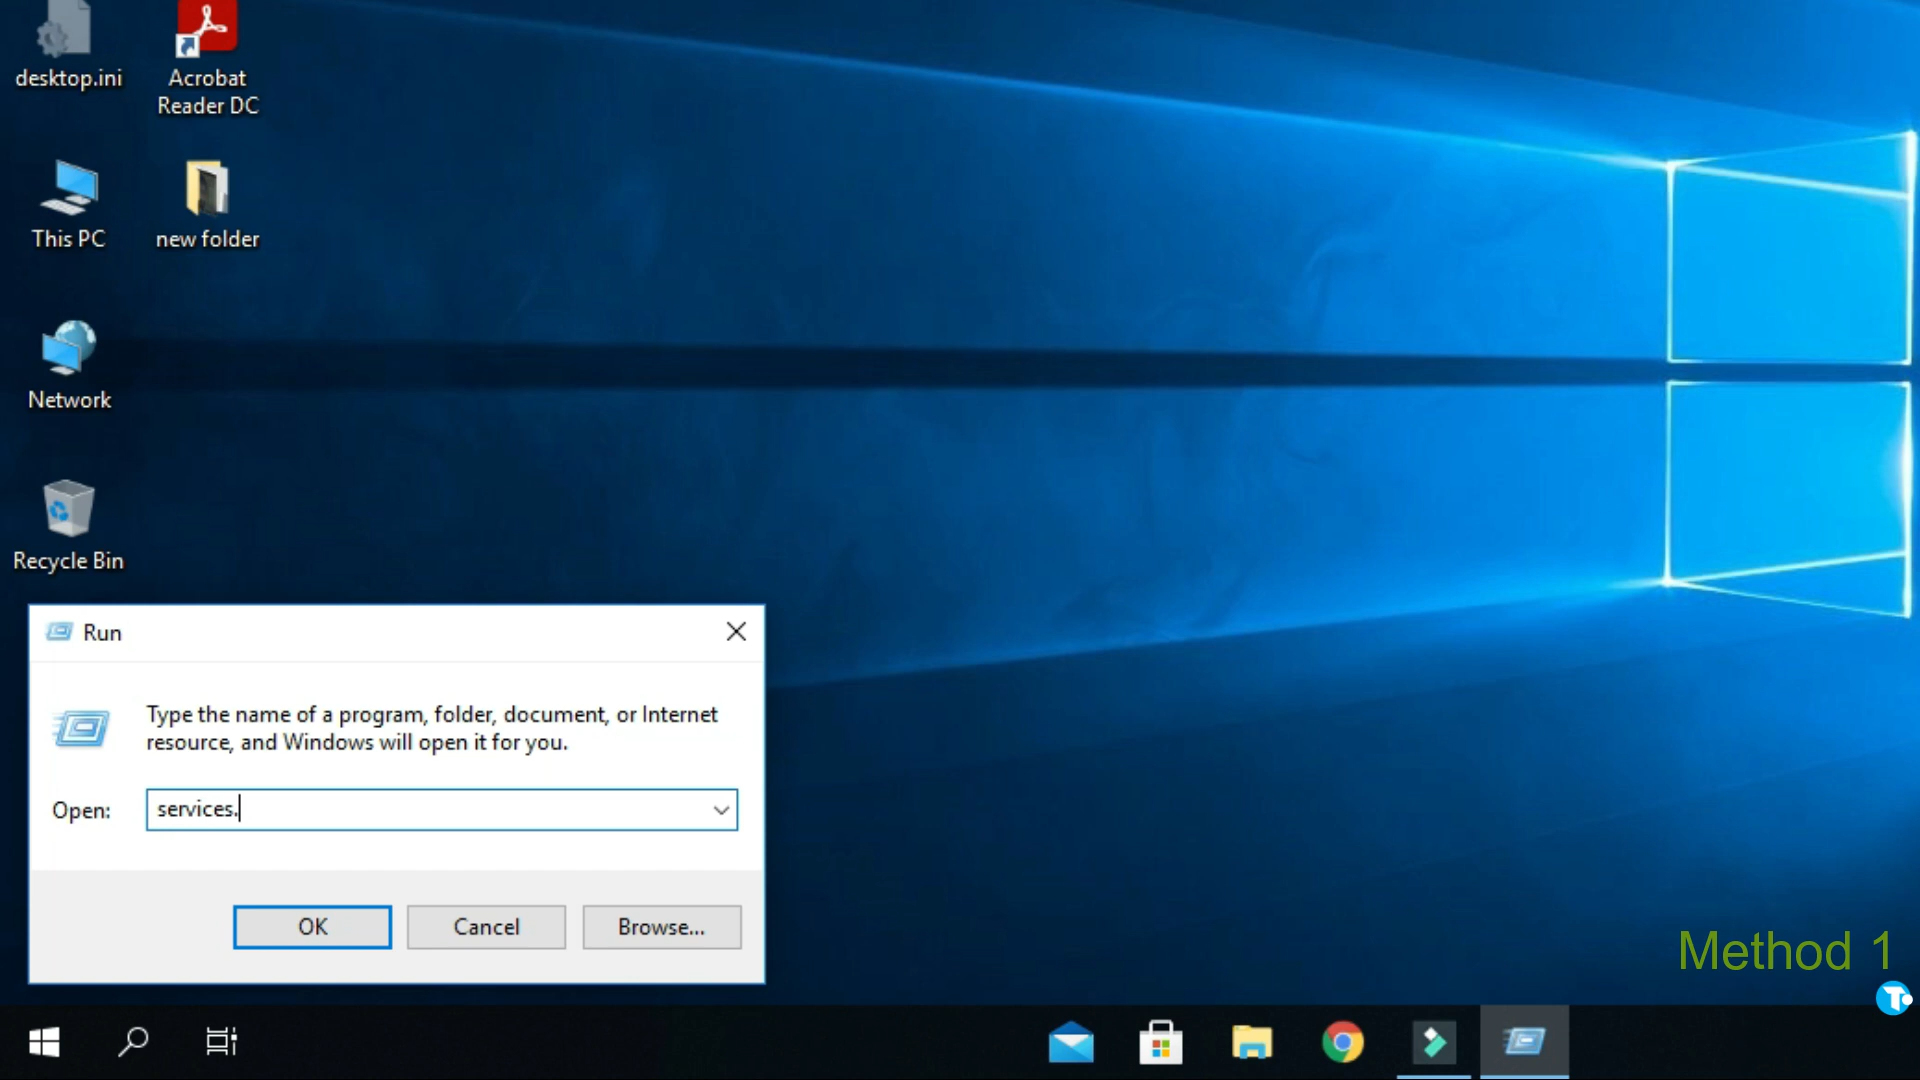 desktop.ini
Acrobat
Reader DC
This PC
new folder
Network
Recycle Bin
Run
Type the name of a program, folder, document, or Internet
resource, and Windows will open it for you.
Open:
services.
OK
Cancel
Browse...
Method 1